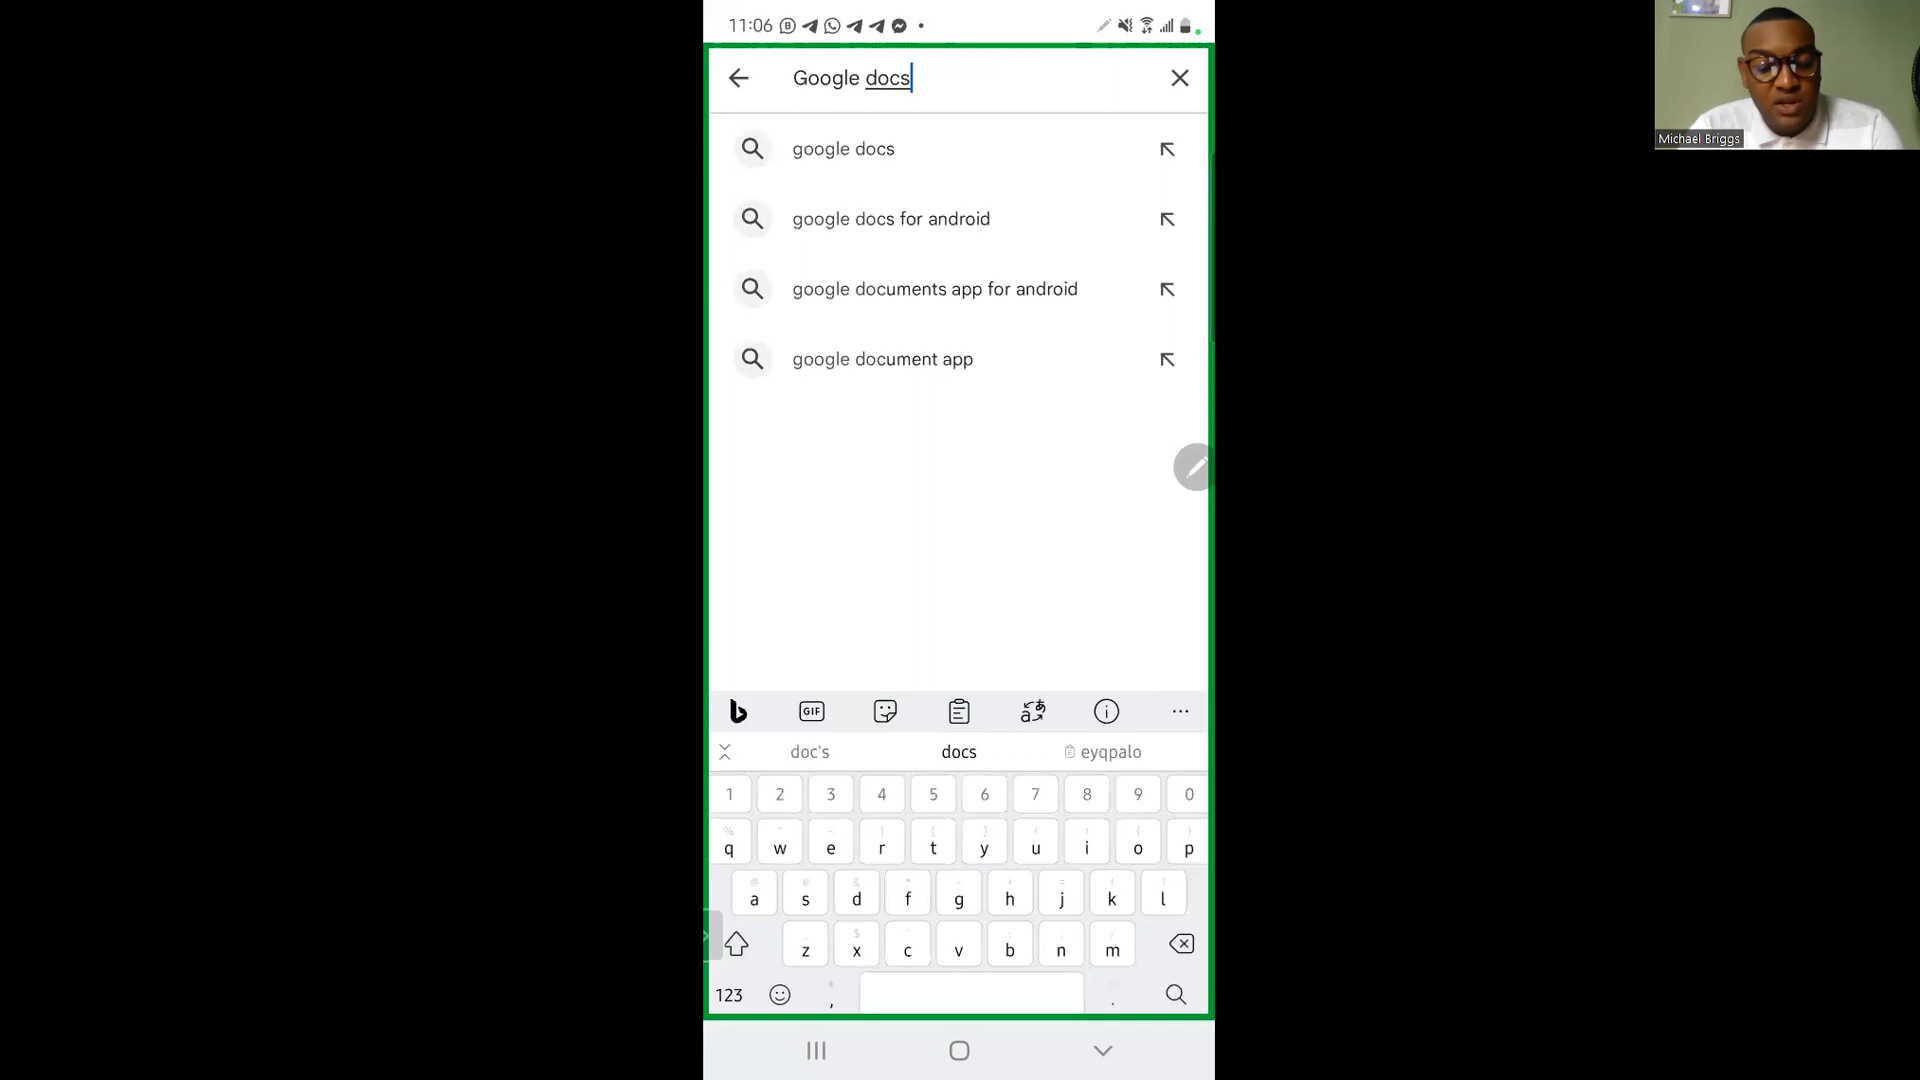 11:06
Google docs
Michael Briggs
google docs
google docs for android
google documents app for android
google document app
GIF
doc's docs eyqpalo
1 2 3 4 5 6 7 8 9 0
q w e r t y u i o p
a s d f g h j k l
z x c v b n m
123 , .